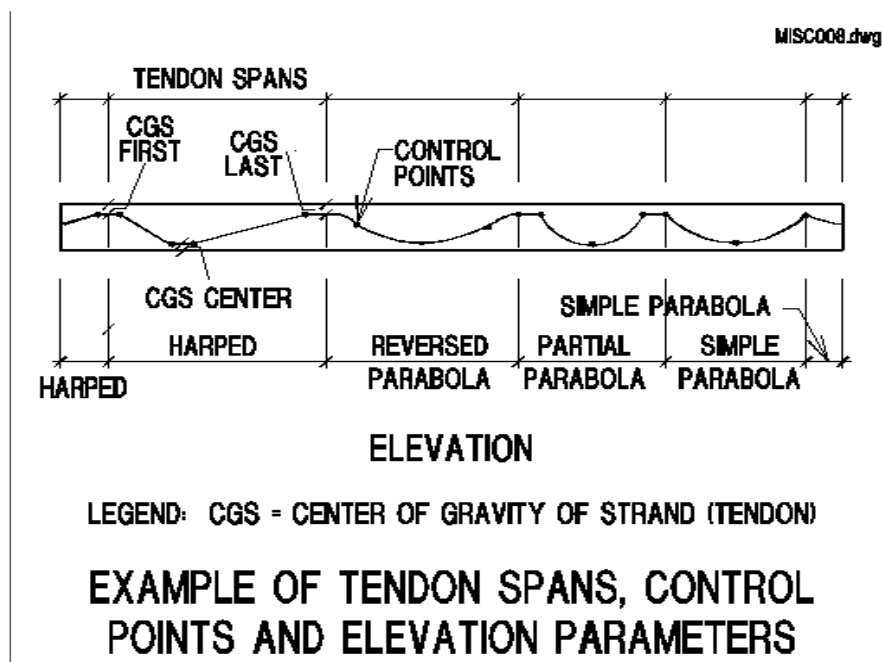 MISC008.dwg
TENDON SPANS
CGS
FIRST
CGS
LAST
CONTROL
POINTS
CGS CENTER
SIMPLE PARABOLA
HARPED
HARPED
REVERSED
PARABOLA
PARTIAL
PARABOLA
SIMPLE
PARABOLA
ELEVATION
LEGEND: CGS = CENTER OF GRAVITY OF STRAND (TENDON)
EXAMPLE OF TENDON SPANS, CONTROL
POINTS AND ELEVATION PARAMETERS